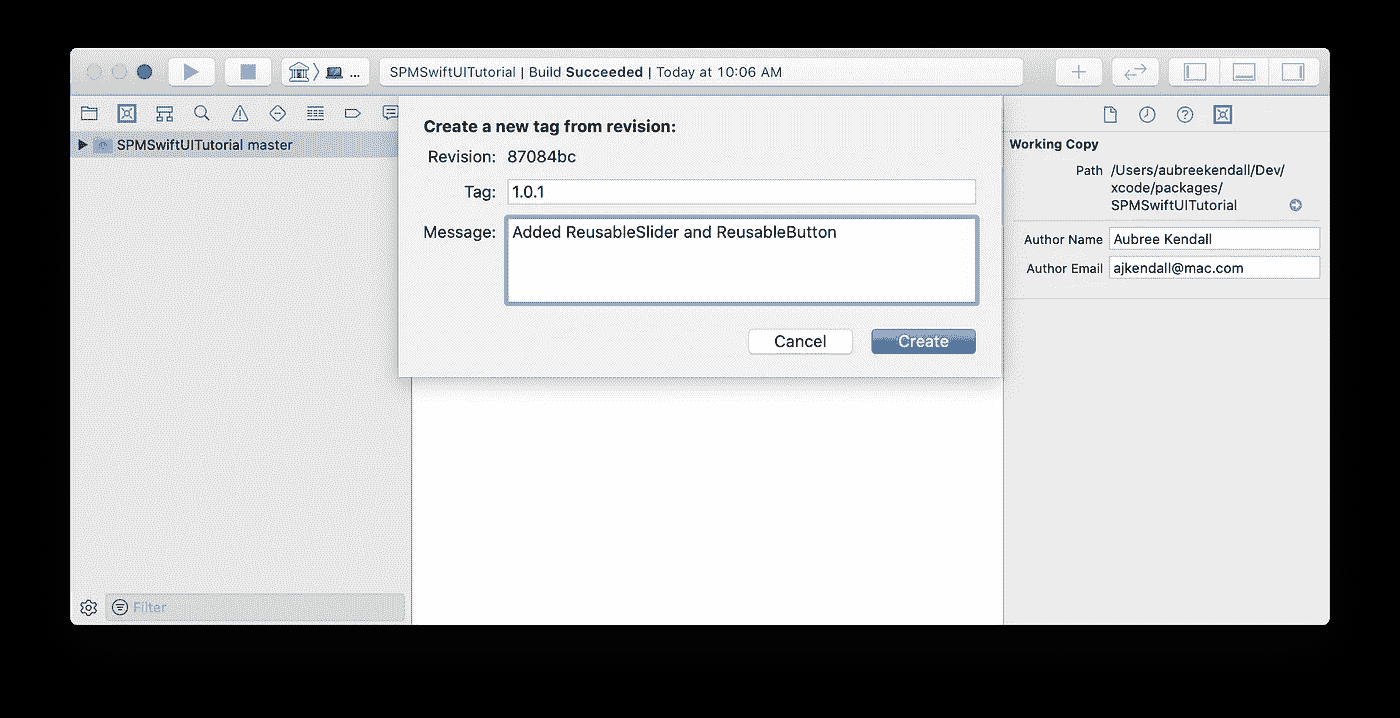 SPMSwiftUITutorial | Build Succeeded | Today at 10:06 AM
...
SPMSwiftUITutorial master
Create a new tag from revision:
Revision: 87084bc
Tag: 1.0.1
Message: Added ReusableSlider and ReusableButton
Cancel Create
Working Copy
Path /Users/aubreekendall/Dev/
xcode/packages/
SPMSwiftUITutorial
Author Name Aubree Kendall
Author Email ajkendall@mac.com
Filter